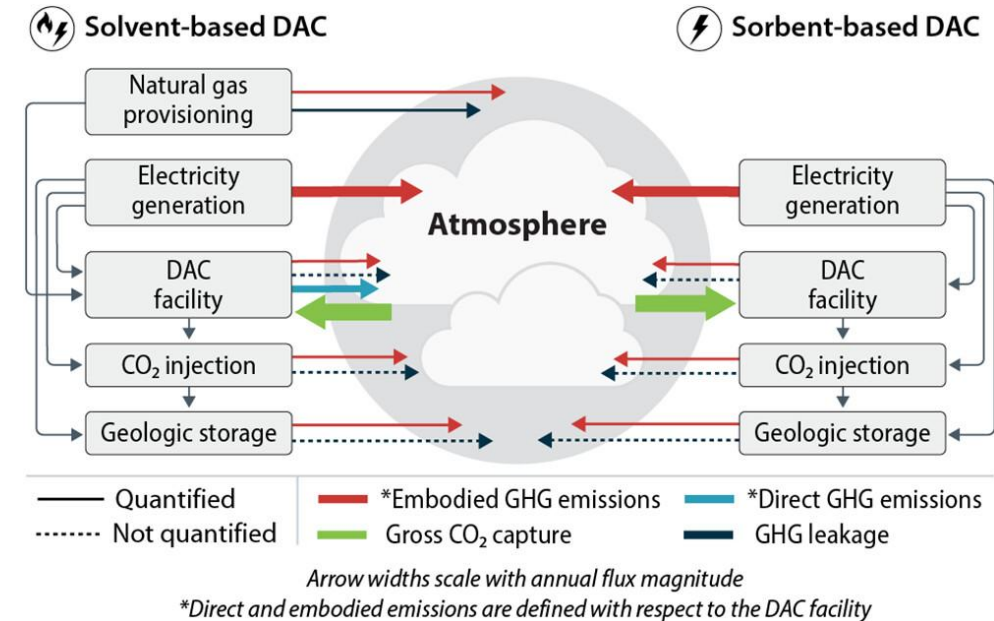 Solvent-based DAC
Natural gas
provisioning
Electricity
generation
DAC
facility
CO₂ injection
Geologic storage
Atmosphere
Sorbent-based DAC
Electricity
generation
DAC
facility
CO₂ injection
Geologic storage
Quantified
Not quantified
*Embodied GHG emissions
Gross CO₂ capture
*Direct GHG emissions
GHG leakage
Arrow widths scale with annual flux magnitude
*Direct and embodied emissions are defined with respect to the DAC facility